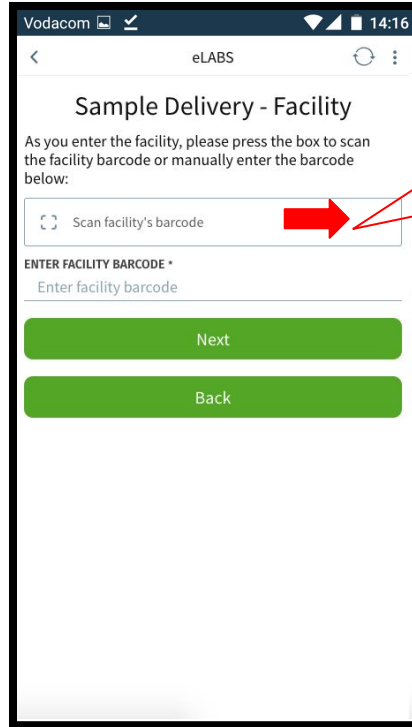 Vodacom 14:16
eLABS
Sample Delivery - Facility
As you enter the facility, please press the box to scan
the facility barcode or manually enter the barcode
below:
Scan facility's barcode
ENTER FACILITY BARCODE *
Enter facility barcode
Next
Back